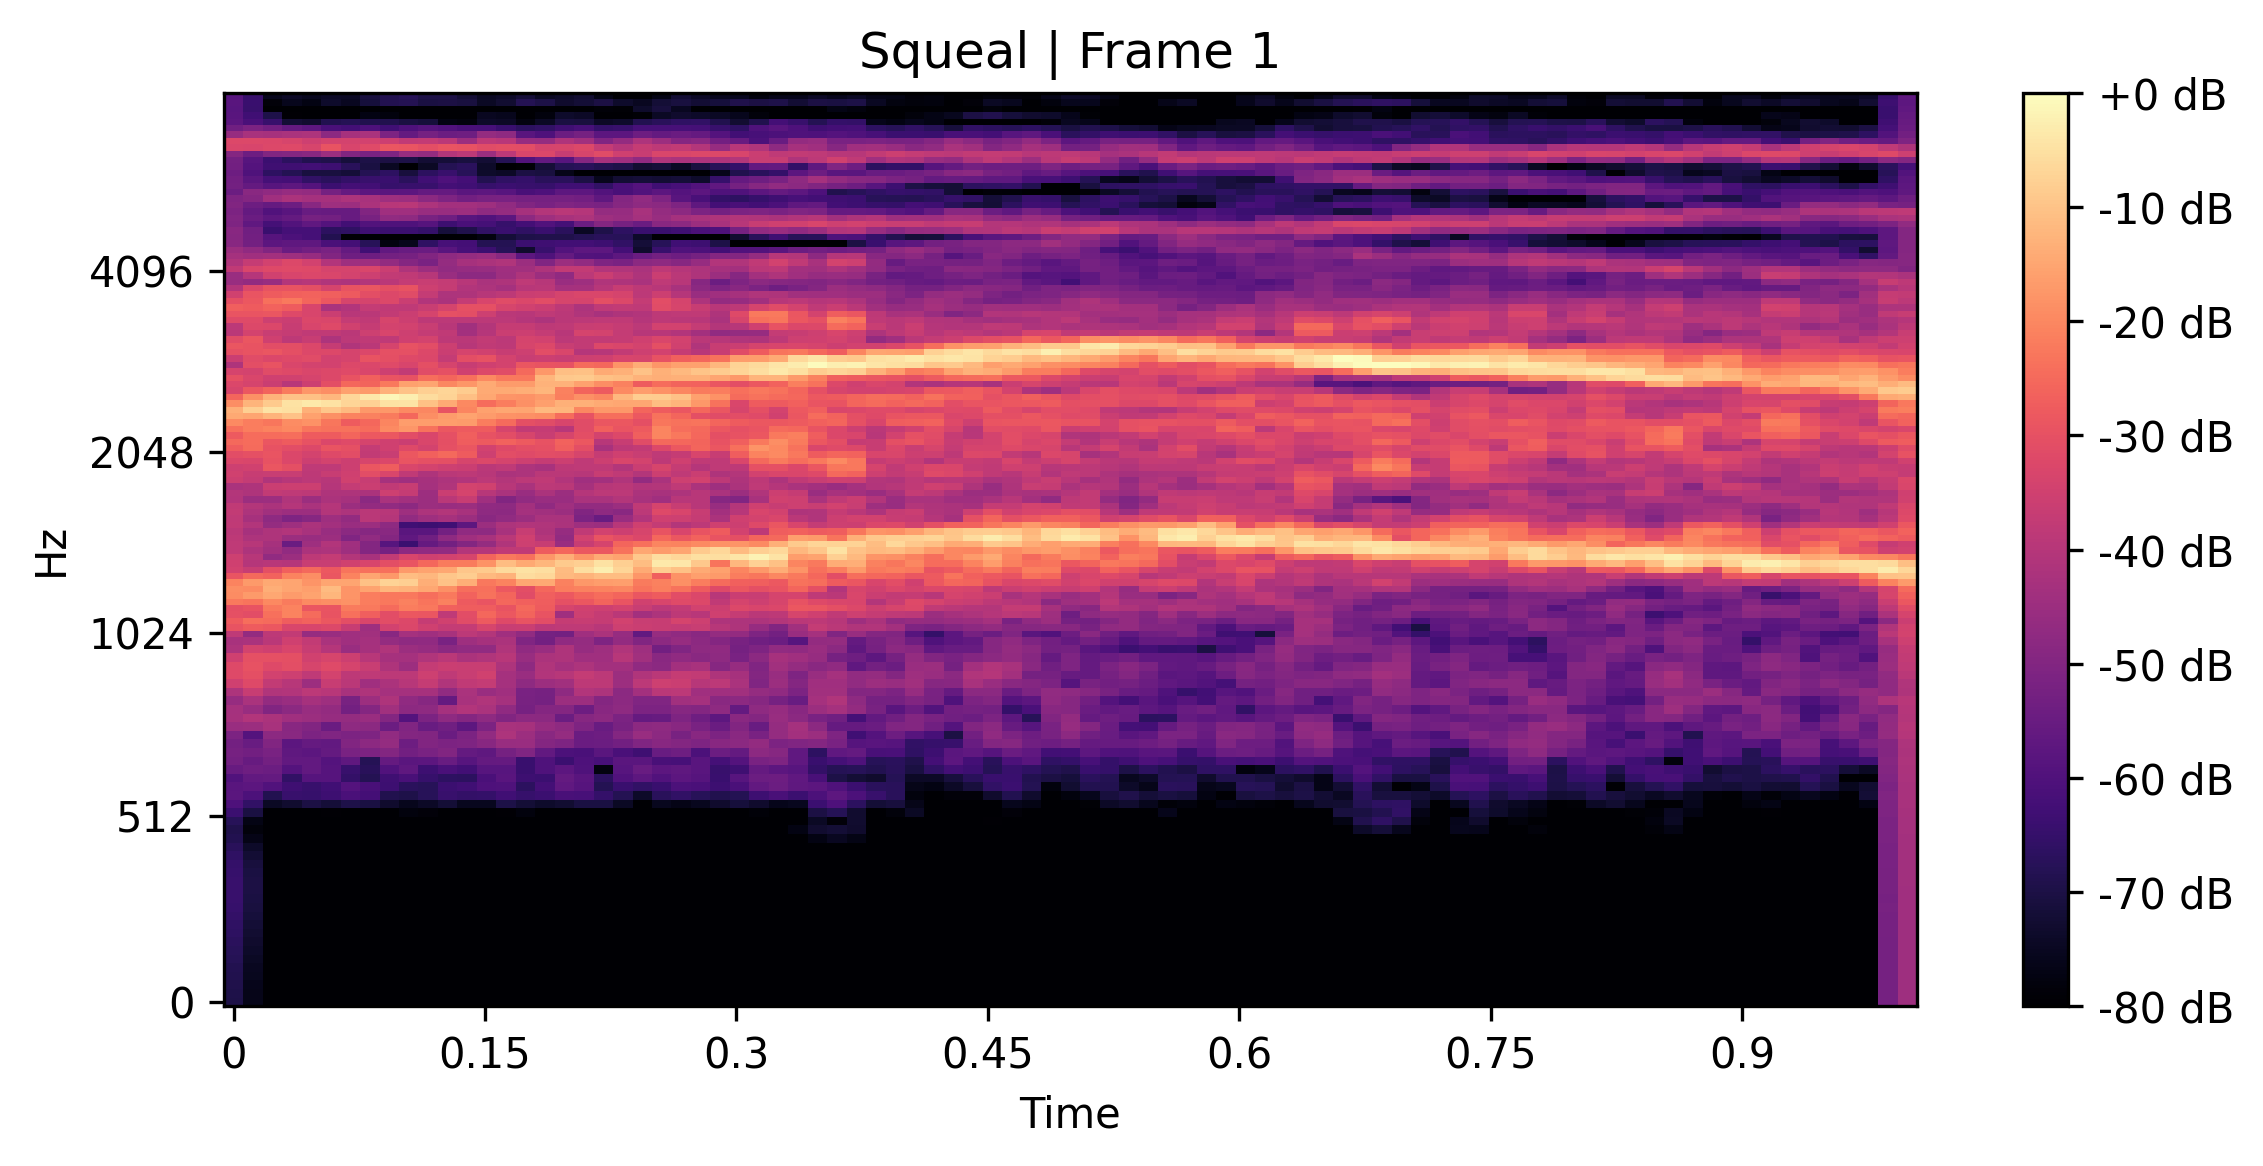 Squeal | Frame 1
+0 dB
-10 dB
-20 dB
-30 dB
-40 dB
-50 dB
-60 dB
-70 dB
-80 dB
Hz
4096
2048
1024
512
0
0 0.15 0.3 0.45 0.6 0.75 0.9
Time